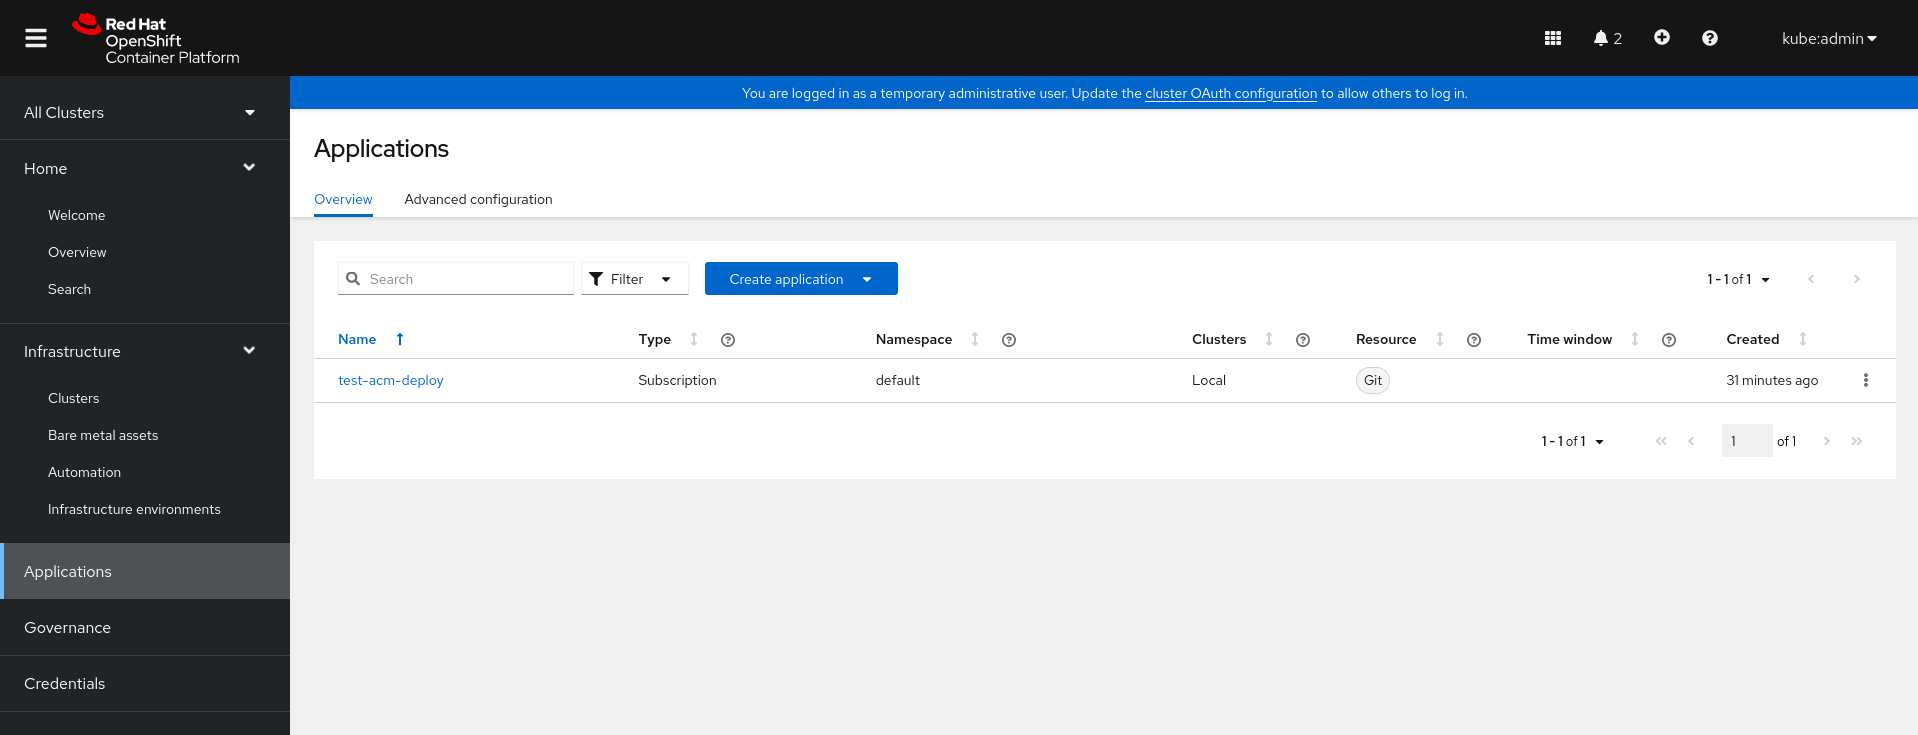 Red Hat
OpenShift
Container Platform
2
kube:admin
All Clusters
Home
Welcome
Overview
Search
Infrastructure
Clusters
Bare metal assets
Automation
Infrastructure environments
Applications
Governance
Credentials
You are logged in as a temporary administrative user. Update the cluster OAuth configuration to allow others to log in.
Applications
Overview Advanced configuration
Search Filter Create application 1 - 1 of 1
Name Type Namespace Clusters Resource Time window Created
test-acm-deploy Subscription default Local Git 31 minutes ago
1 - 1 of 1 1 of 1